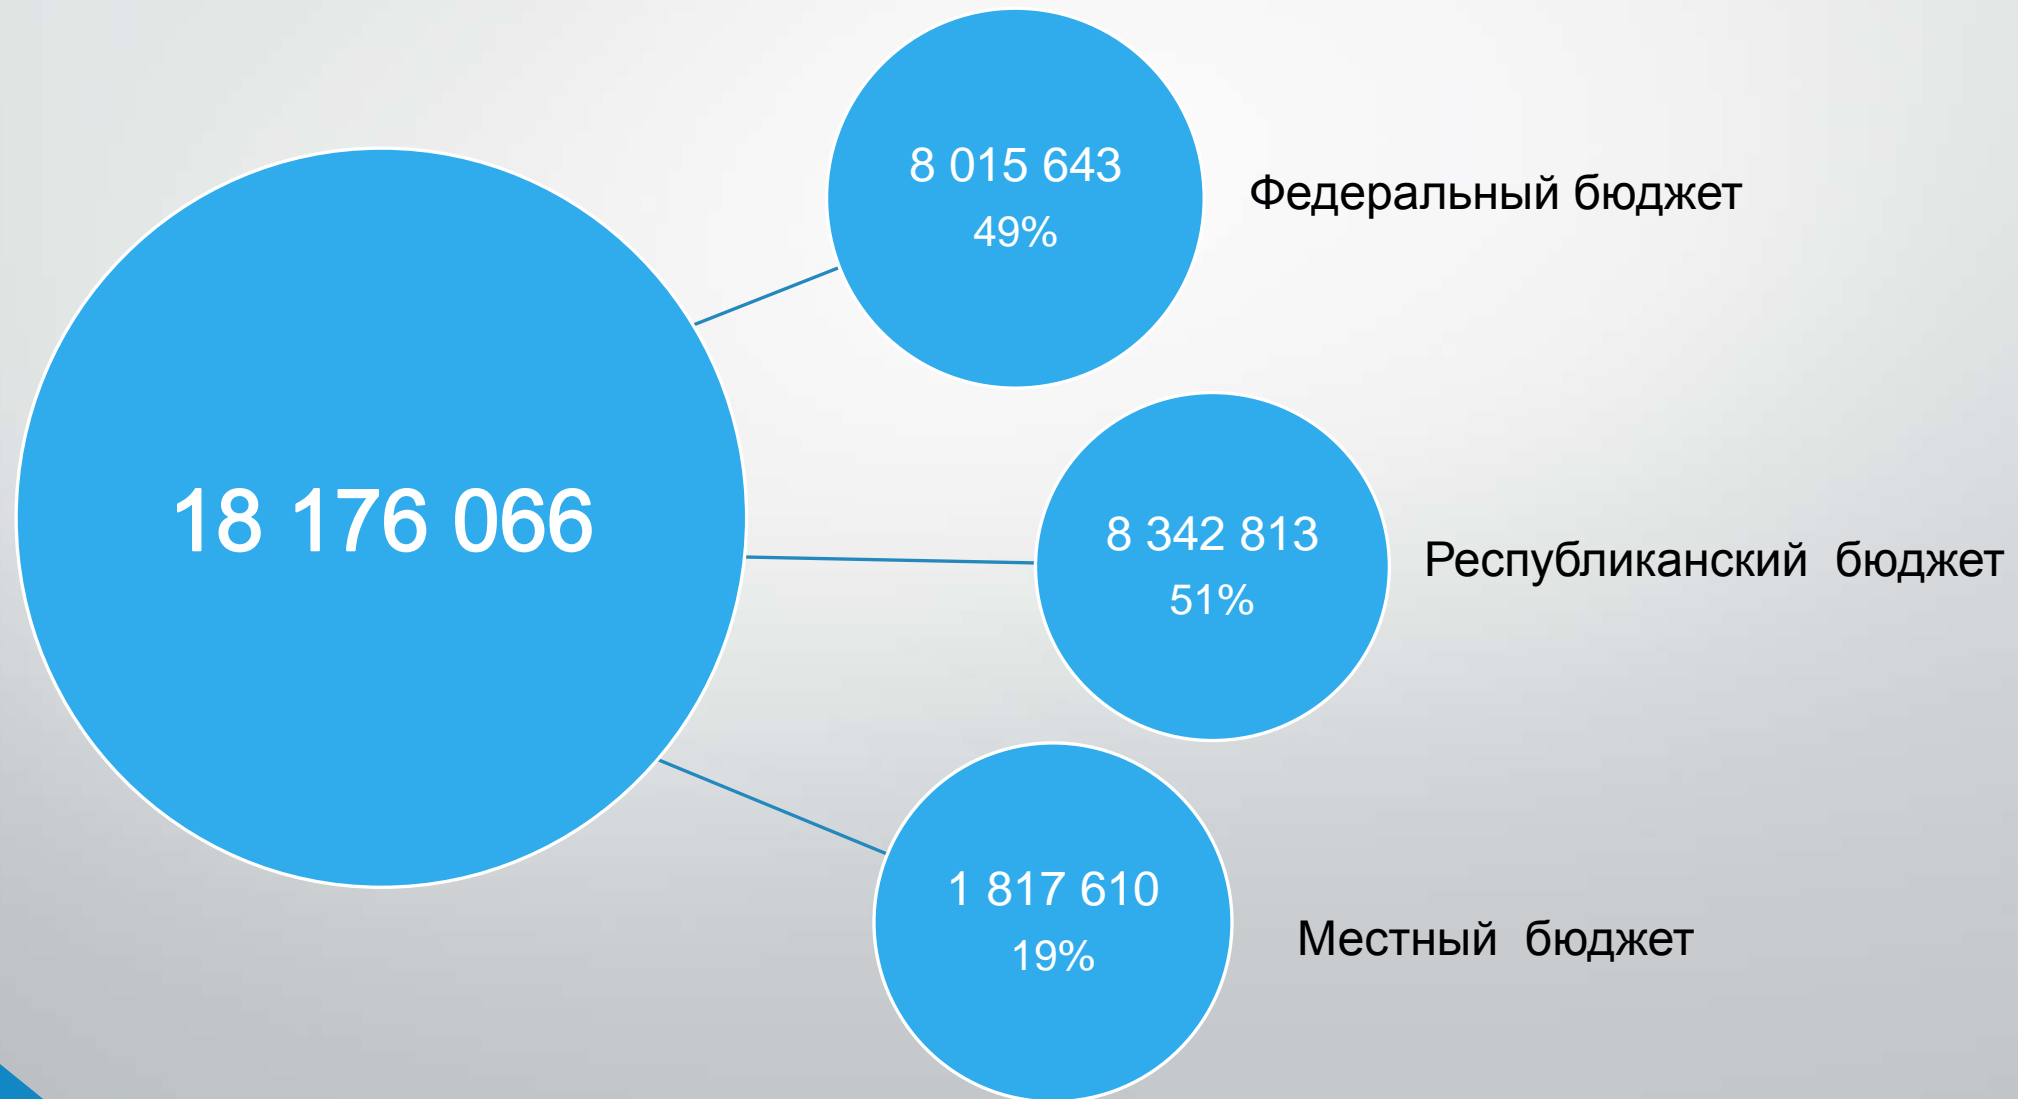 18 176 066
8 015 643
49%
Федеральный бюджет
8 342 813
51%
Республиканский бюджет
1 817 610
19%
Местный бюджет